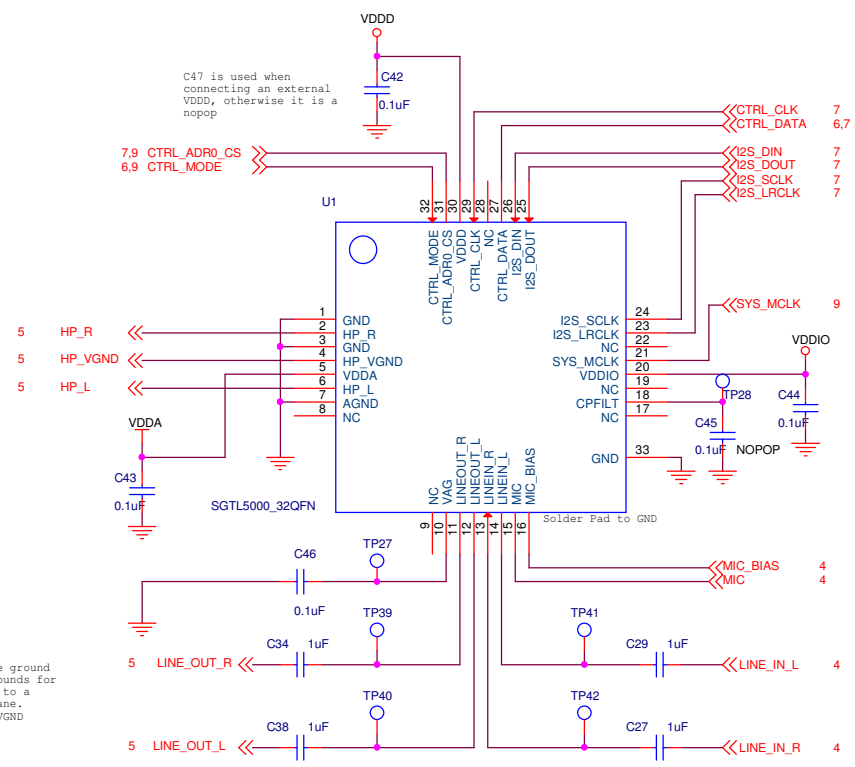 VDDD
C47 is used when
connecting an external
VDDD, otherwise it is a
nopop
C42
0.1uF
CTRL_CLK 7
CTRL_DATA 6,7
7,9 CTRL_ADR0_CS
6,9 CTRL_MODE
I2S_DIN 7
I2S_DOUT 7
I2S_SCLK 7
I2S_LRCLK 7
U1
32 31 30 29 28 27 26 25
CTRL_MODE
CTRL_ADR0_CS
VDDD
CTRL_CLK
NC
CTRL_DATA
I2S_DIN
I2S_DOUT
SYS_MCLK 9
5 HP_R
5 HP_VGND
5 HP_L
1 GND
2 HP_R
3 GND
4 HP_VGND
5 VDDA
6 HP_L
7 AGND
8 NC
I2S_SCLK 24
I2S_LRCLK 23
NC 22
SYS_MCLK 21
VDDIO 20
NC 19
CPFILT 18
NC 17
GND 33
VDDIO
TP28
C44
0.1uF
C45
0.1uF NOPOP
VDDA
C43
0.1uF
SGTL5000_32QFN
NC
VAG
LINEOUT_R
LINEOUT_L
LINEIN_R
LINEIN_L
MIC
MIC_BIAS
9 10 11 12 13 14 15 16
Solder Pad to GND
MIC_BIAS 4
MIC 4
C46
0.1uF
TP27
TP39
C34 1uF
5 LINE_OUT_R
TP41
C29 1uF
LINE_IN_L 4
e ground
ounds for
to a
ane.
VGND
TP40
C38 1uF
5 LINE_OUT_L
TP42
C27 1uF
LINE_IN_R 4